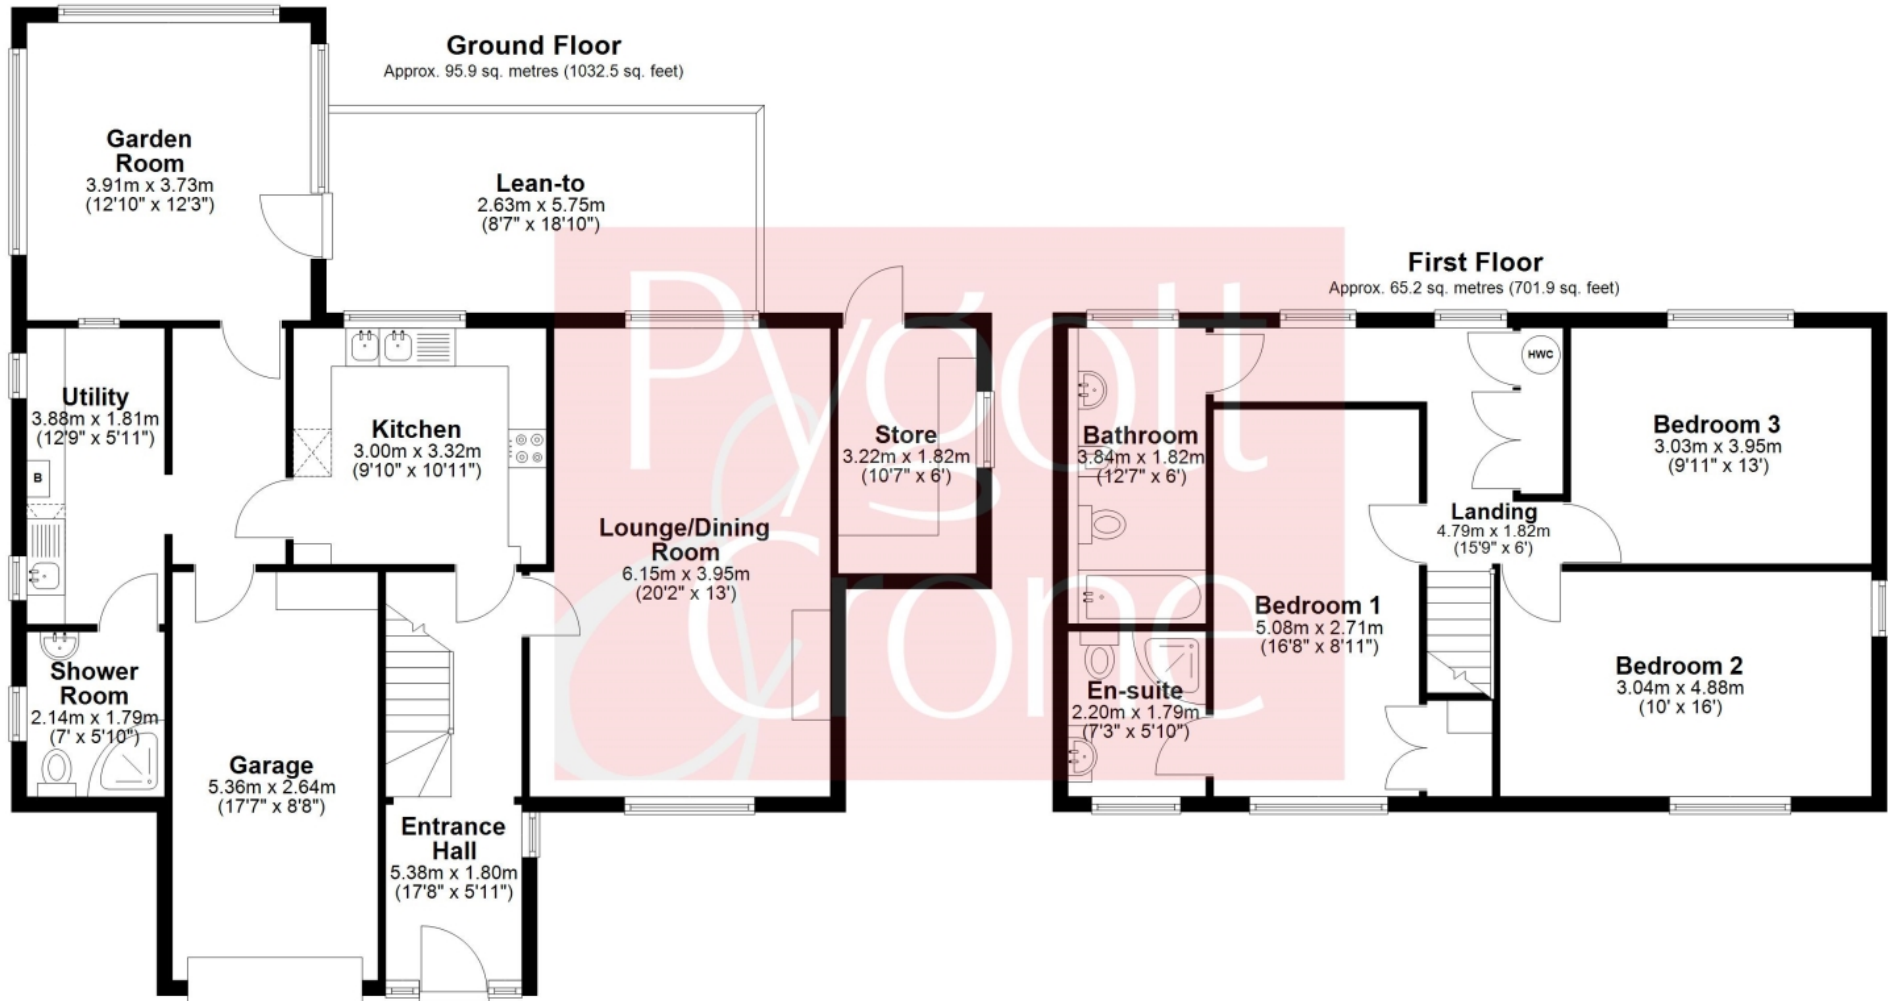 Ground Floor
Approx. 95.9 sq. metres (1032.5 sq. feet)
Garden
Room
3.91m x 3.73m
(12'10" x 12'3")
Lean-to
2.63m x 5.75m
(8'7" x 18'10")
Utility
3.88m x 1.81m
(12'9" x 5'11")
B
Kitchen
3.00m x 3.32m
(9'10" x 10'11")
Lounge/Dining
Room
6.15m x 3.95m
(20'2" x 13')
Store
3.22m x 1.82m
(10'7" x 6')
Shower
Room
2.14m x 1.79m
(7' x 5'10")
Garage
5.36m x 2.64m
(17'7" x 8'8")
Entrance
Hall
5.38m x 1.80m
(17'8" x 5'11")
First Floor
Approx. 65.2 sq. metres (701.9 sq. feet)
HWC
Bathroom
3.84m x 1.82m
(12'7" x 6')
Bedroom 3
3.03m x 3.95m
(9'11" x 13')
Landing
4.79m x 1.82m
(15'9" x 6')
Bedroom 1
5.08m x 2.71m
(16'8" x 8'11")
En-suite
2.20m x 1.79m
(7'3" x 5'10")
Bedroom 2
3.04m x 4.88m
(10' x 16')
Pygott
& Crone